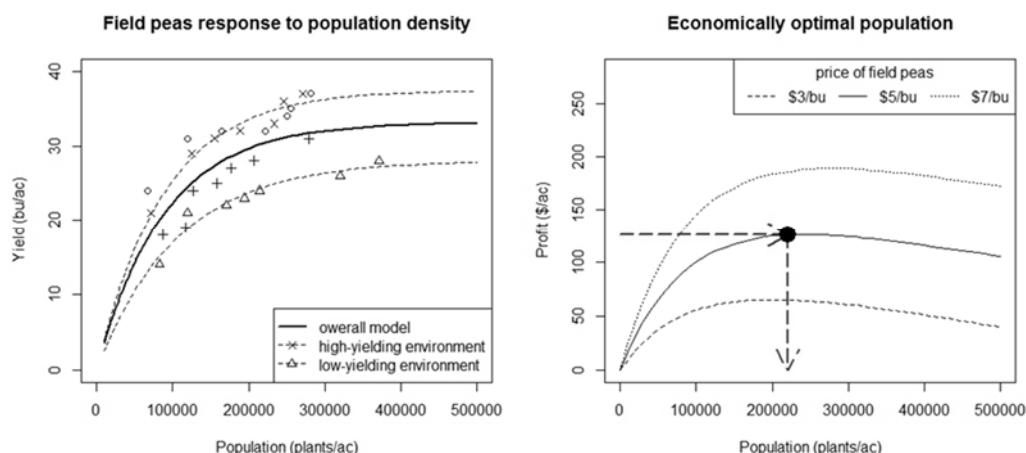 Field peas response to population density
Yield (bu/ac)
40
30
20
10
0
owerall model
high-yielding environment
low-yielding environment
0 100000 200000 300000 400000 500000
Population (plants/ac)
Economically optimal population
Profit ($/ac)
250
200
150
100
50
0
price of field peas
$3/bu $5/bu $7/bu
0 100000 200000 300000 400000 500000
Population (plants/ac)